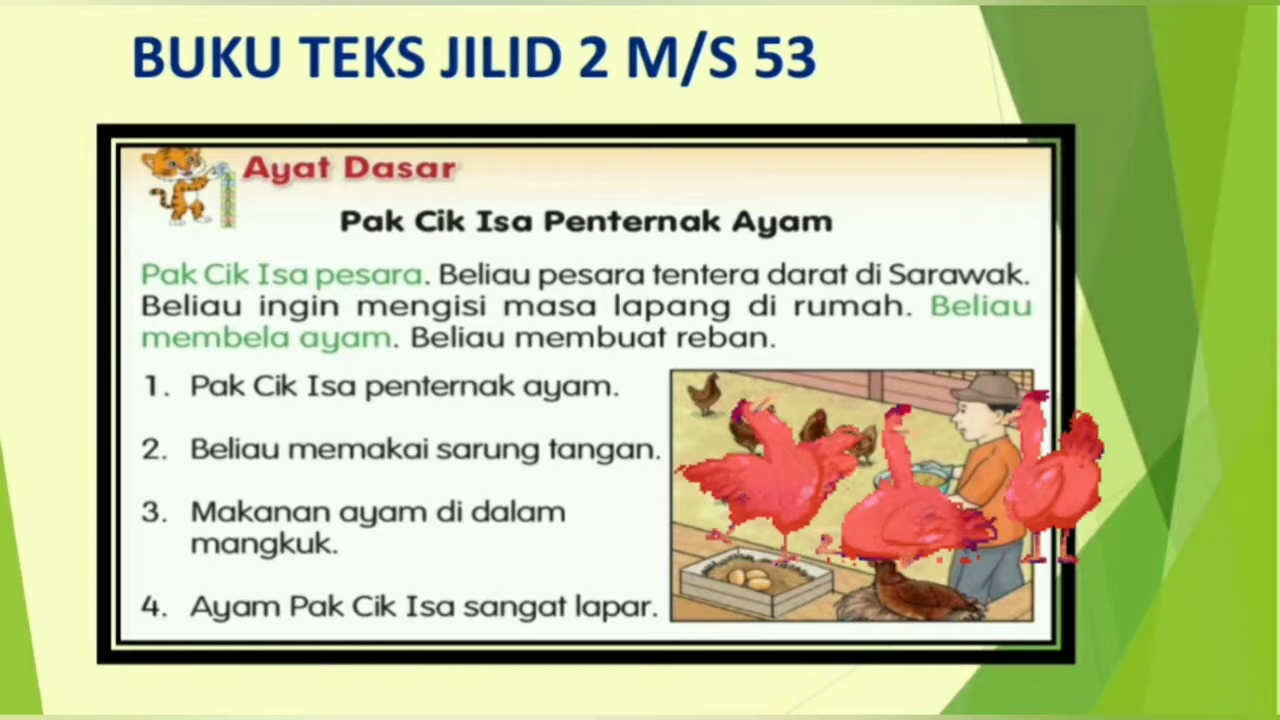 BUKU TEKS JILID 2 M/S 53
Ayat Dasar
Pak Cik Isa Penternak Ayam
Pak Cik Isa pesara. Beliau pesara tentera darat di Sarawak.
Beliau ingin mengisi masa lapang di rumah. Beliau
membela ayam. Beliau membuat reban.
1. Pak Cik Isa penternak ayam.
2. Beliau memakai sarung tangan.
3. Makanan ayam di dalam
mangkuk.
4. Ayam Pak Cik Isa sangat lapar.